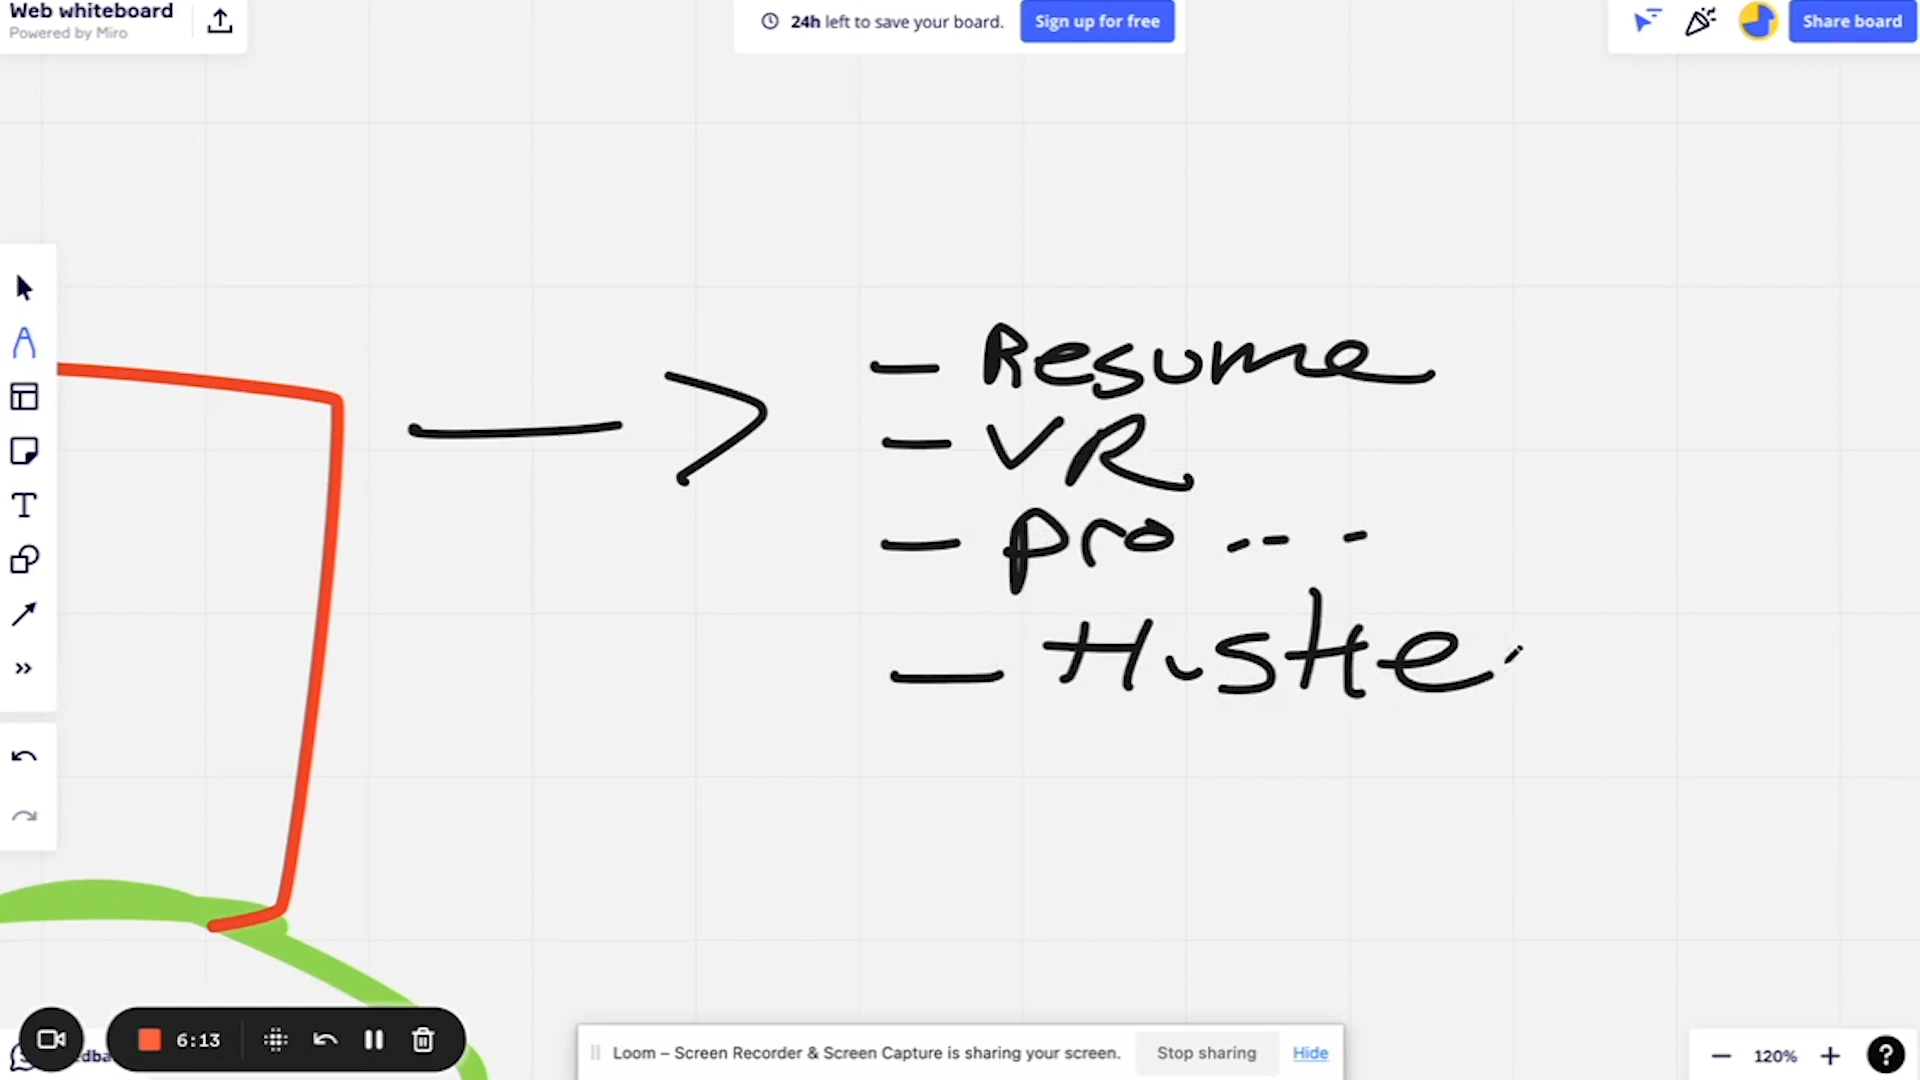 Web whiteboard
Powered by Miro
24h left to save your board.
Sign up for free
Share board
- Resume
- VR
- Pro - - -
- Hustle
6:13
Loom – Screen Recorder & Screen Capture is sharing your screen.
Stop sharing
Hide
120%